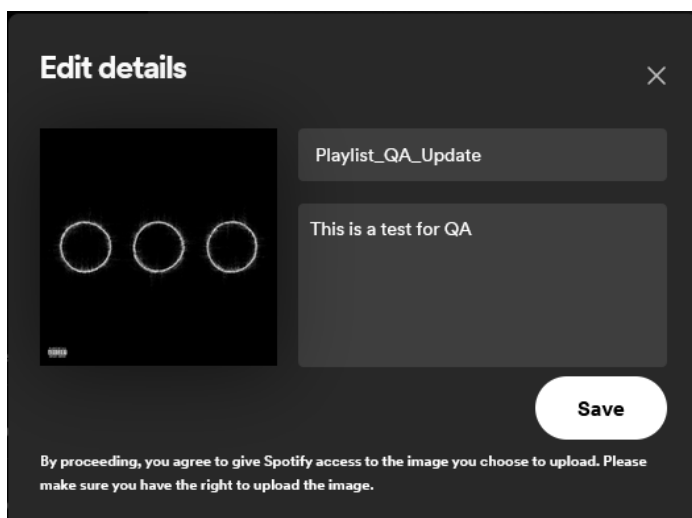 Edit details
Playlist_QA_Update
This is a test for QA
Save
By proceeding, you agree to give Spotify access to the image you choose to upload. Please
make sure you have the right to upload the image.